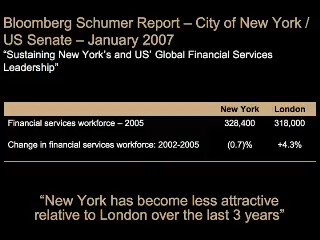 Bloomberg Schumer Report – City of New York /
US Senate – January 2007
“Sustaining New York’s and US’ Global Financial Services
Leadership”
New York London
Financial services workforce – 2005 328,400 318,000
Change in financial services workforce: 2002-2005 (0.7)% +4.3%
“New York has become less attractive
relative to London over the last 3 years”